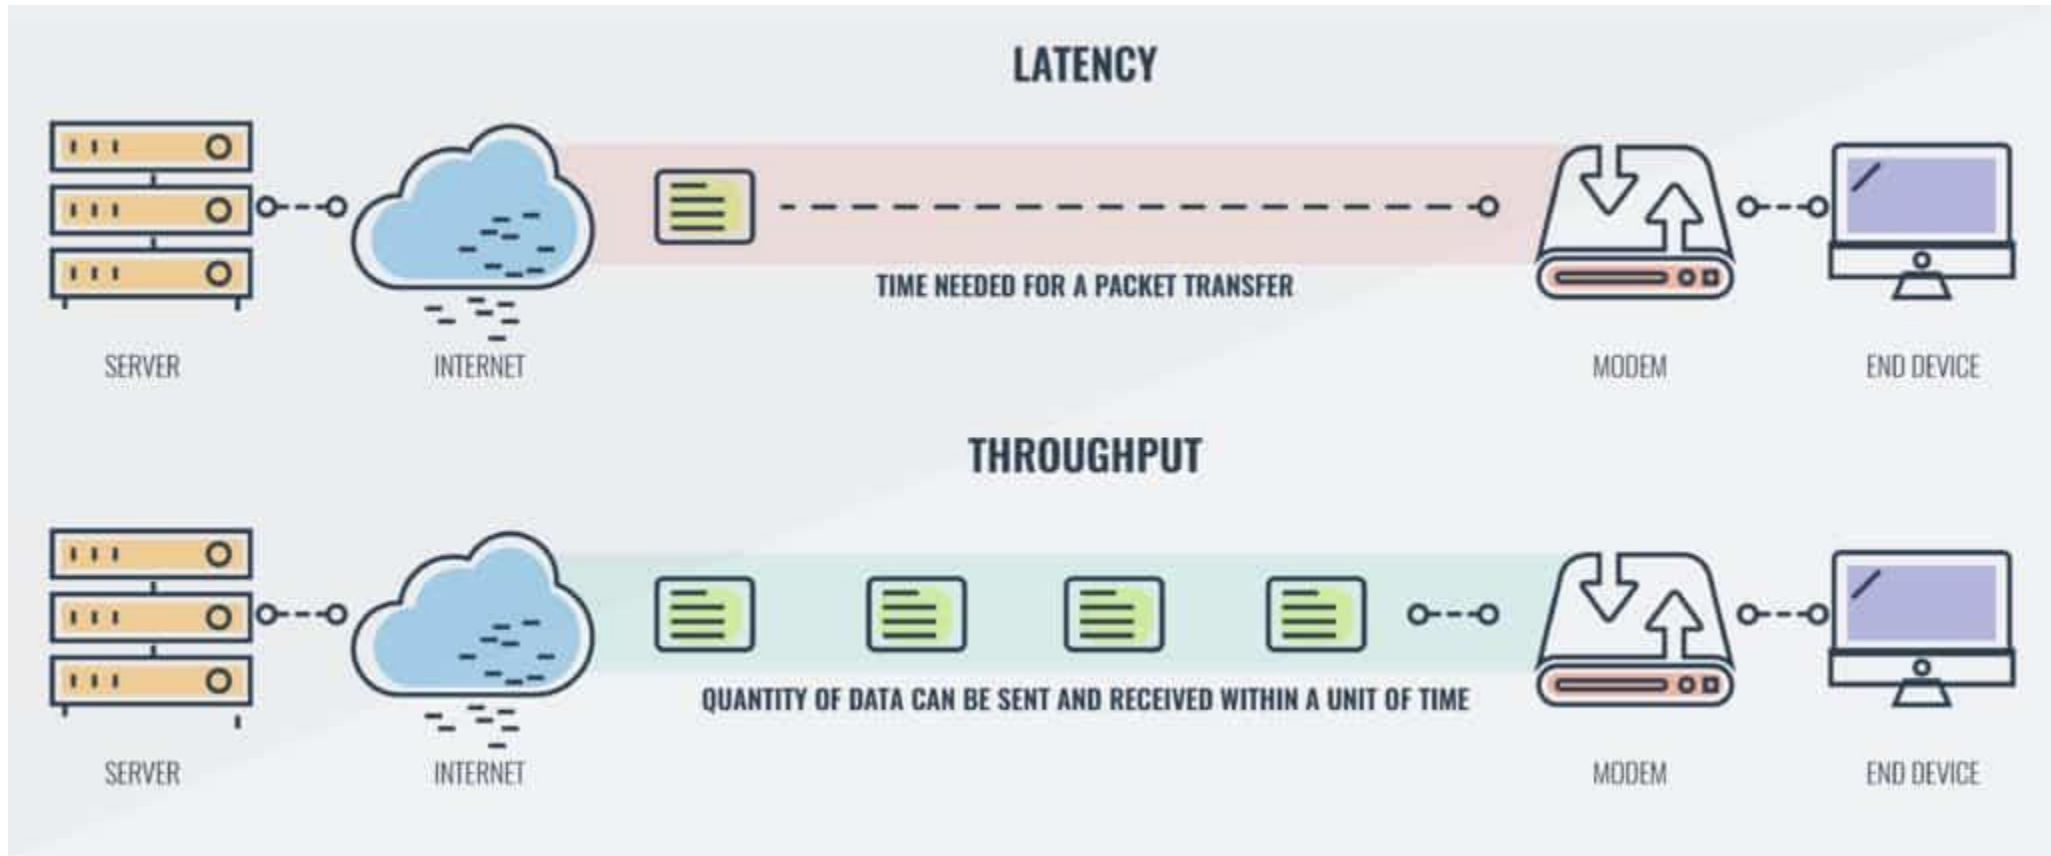 LATENCY
TIME NEEDED FOR A PACKET TRANSFER
SERVER
INTERNET
MODEM
END DEVICE
THROUGHPUT
QUANTITY OF DATA CAN BE SENT AND RECEIVED WITHIN A UNIT OF TIME
SERVER
INTERNET
MODEM
END DEVICE